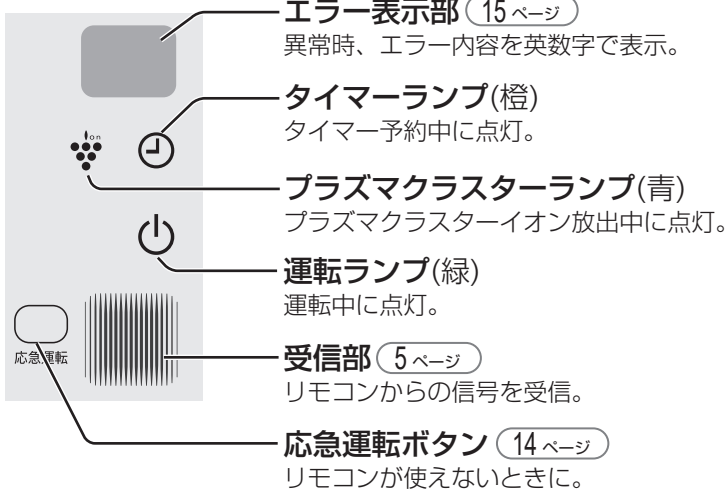 エラー表示部 15 ページ
異常時、エラー内容を英数字で表示。
タイマーランプ(橙)
タイマー予約中に点灯。
ion
プラズマクラスターランプ(青)
プラズマクラスターイオン放出中に点灯。
運転ランプ(緑)
運転中に点灯。
応急運転
受信部 5 ページ
リモコンからの信号を受信。
応急運転ボタン 14 ページ
リモコンが使えないときに。